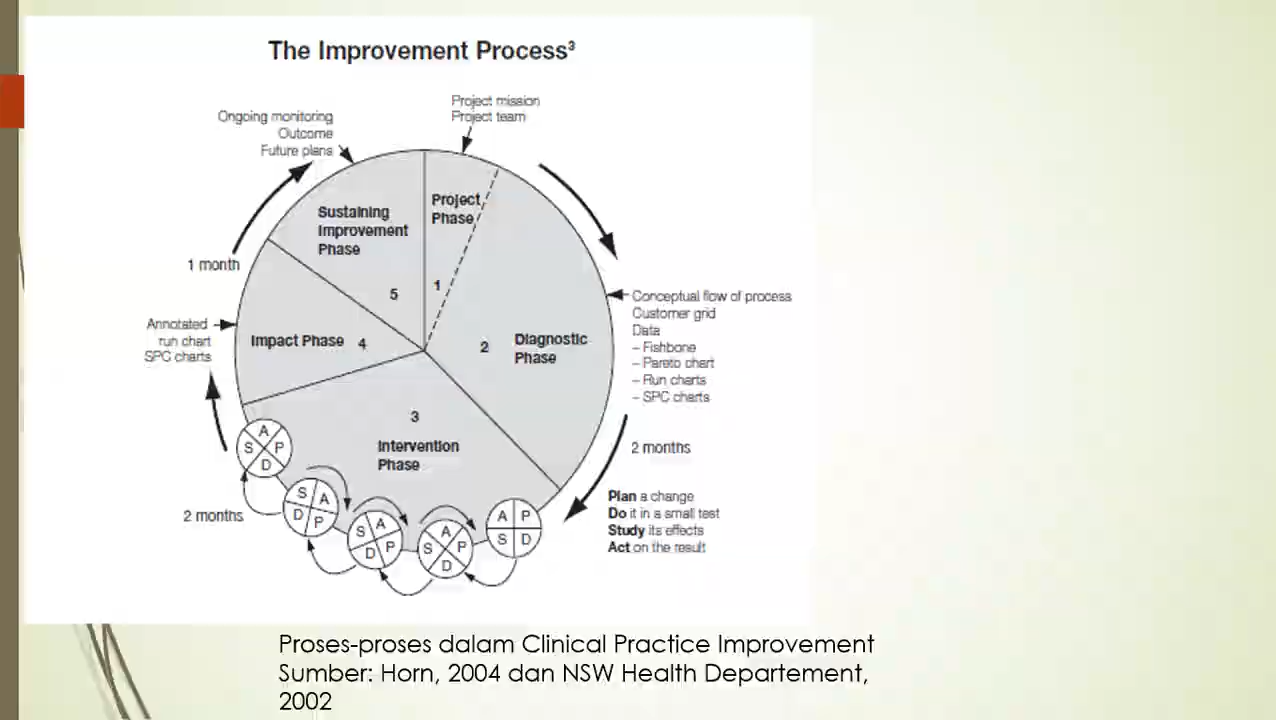 The Improvement Process³
Project mission
Project team
Ongoing monitoring
Outcome
Future plans
Project
Phase
Sustaining
Improvement
Phase
1 month
1
5
Conceptual flow of process
Customer grid
Data
– Fishbone
– Pareto chart
– Run charts
– SPC charts
Annotated
run chart
SPC charts
Impact Phase 4
2
Diagnostic
Phase
3
Intervention
Phase
2 months
Plan a change
Do it in a small test
Study its effects
Act on the result
A
S P
D
S A
D P
S A
D P
A
S P
D
A P
S D
2 months
Proses-proses dalam Clinical Practice Improvement
Sumber: Horn, 2004 dan NSW Health Departement,
2002